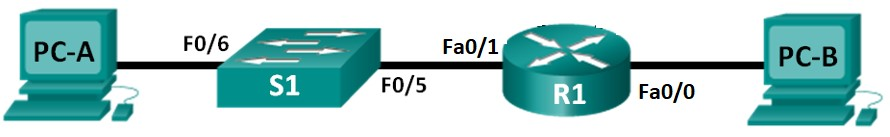 PC-A
F0/6
S1
F0/5
Fa0/1
R1
Fa0/0
PC-B